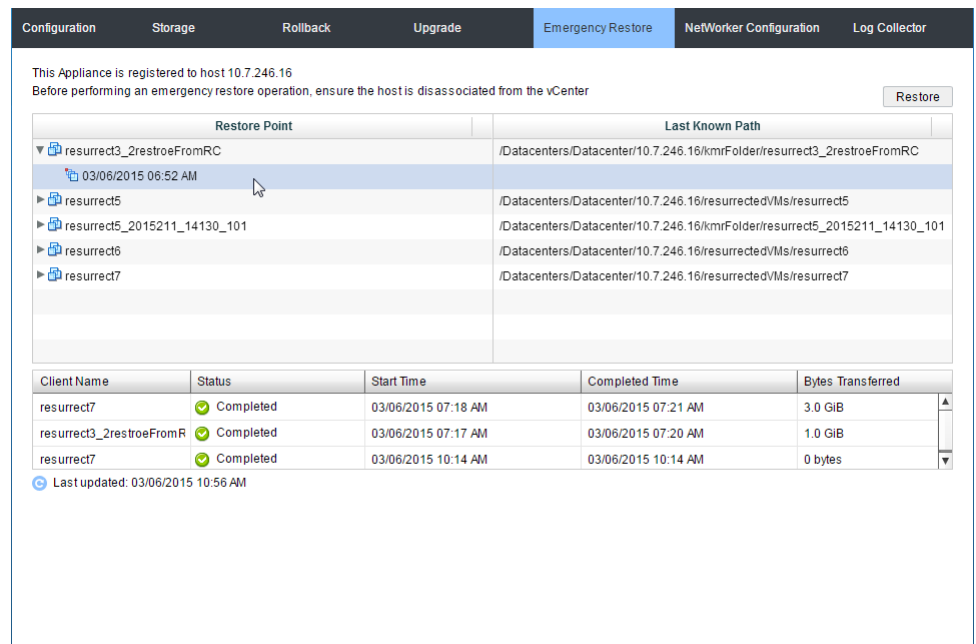 Configuration Storage Rollback Upgrade Emergency Restore NetWorker Configuration Log Collector
This Appliance is registered to host 10.7.246.16
Before performing an emergency restore operation, ensure the host is disassociated from the vCenter
Restore
Restore Point Last Known Path
resurrect3_2restroeFromRC /Datacenters/Datacenter/10.7.246.16/kmrFolder/resurrect3_2restroeFromRC
03/06/2015 06:52 AM
resurrect5 /Datacenters/Datacenter/10.7.246.16/resurrectedVMs/resurrect5
resurrect5_2015211_14130_101 /Datacenters/Datacenter/10.7.246.16/kmrFolder/resurrect5_2015211_14130_101
resurrect6 /Datacenters/Datacenter/10.7.246.16/resurrectedVMs/resurrect6
resurrect7 /Datacenters/Datacenter/10.7.246.16/resurrectedVMs/resurrect7
Client Name Status Start Time Completed Time Bytes Transferred
resurrect7 Completed 03/06/2015 07:18 AM 03/06/2015 07:21 AM 3.0 GiB
resurrect3_2restroeFromR Completed 03/06/2015 07:17 AM 03/06/2015 07:20 AM 1.0 GiB
resurrect7 Completed 03/06/2015 10:14 AM 03/06/2015 10:14 AM 0 bytes
Last updated: 03/06/2015 10:56 AM